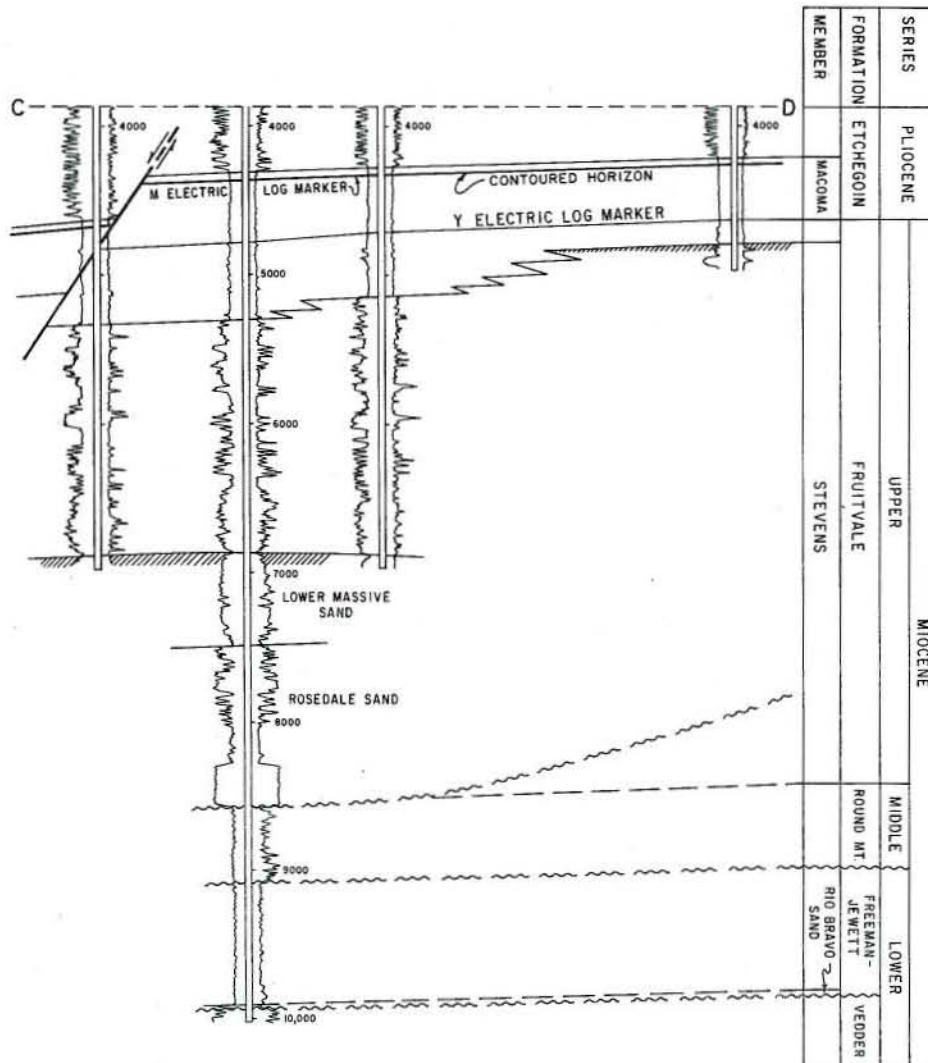 SERIES
FORMATION
MEMBER
PLIOCENE
ETCHEGOIN
MACOMA
C
D
4000
4000
4000
4000
M ELECTRIC
LOG MARKER
CONTOURED HORIZON
Y ELECTRIC LOG MARKER
5000
6000
7000
LOWER MASSIVE
SAND
ROSEDALE SAND
8000
9000
10,000
MIOCENE
UPPER
FRUITVALE
STEVENS
MIDDLE
ROUND MT.
LOWER
FREEMAN-
JEWETT
RIO BRAVO
SAND
VEDDER